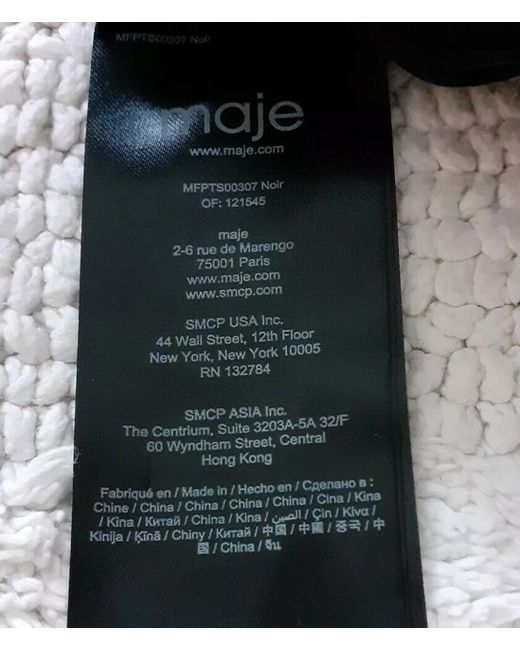 MFPTS00307 Noir
maje
www.maje.com
MFPTS00307 Noir
OF: 121545
maje
2-6 rue de Marengo
75001 Paris
www.maje.com
www.smcp.com
SMCP USA Inc.
44 Wall Street, 12th Floor
New York, New York 10005
RN 132784
SMCP ASIA Inc.
The Centrium, Suite 3203A-5A 32/F
60 Wyndham Street, Central
Hong Kong
Fabriqué en / Made in / Hecho en / Сделано в :
Chine / China / China / China / China / Cina / Kina
/ Kina / Китай / China / Kina / الصين / Çin / Kíva /
Kinija / Ķīnā / Chiny / Китай / 中国 / 中國 / 중국 / 中
国 / China / จีน